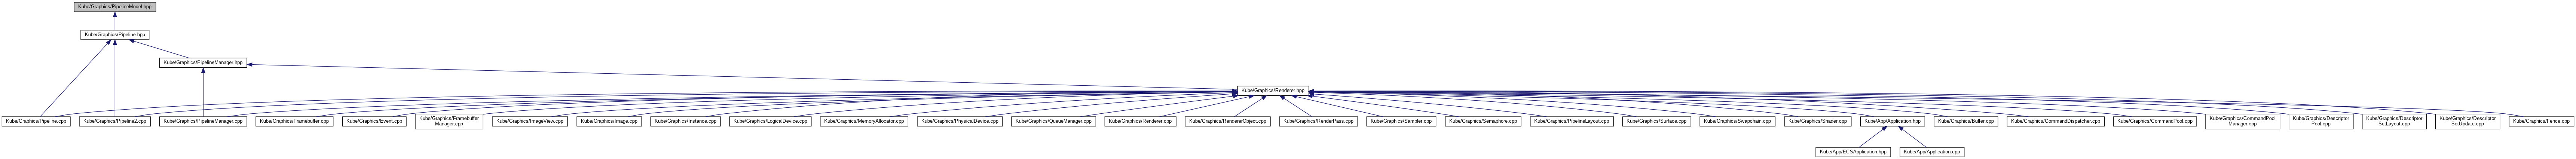 Kube/Graphics/PipelineModel.hpp
Kube/Graphics/Pipeline.hpp
Kube/Graphics/PipelineManager.hpp
Kube/Graphics/Renderer.hpp
Kube/Graphics/Pipeline.cpp
Kube/Graphics/Pipeline2.cpp
Kube/Graphics/PipelineManager.cpp
Kube/Graphics/Framebuffer.cpp
Kube/Graphics/Event.cpp
Kube/Graphics/Framebuffer
Manager.cpp
Kube/Graphics/ImageView.cpp
Kube/Graphics/Image.cpp
Kube/Graphics/Instance.cpp
Kube/Graphics/LogicalDevice.cpp
Kube/Graphics/MemoryAllocator.cpp
Kube/Graphics/PhysicalDevice.cpp
Kube/Graphics/QueueManager.cpp
Kube/Graphics/Renderer.cpp
Kube/Graphics/RenderObject.cpp
Kube/Graphics/RenderPass.cpp
Kube/Graphics/Sampler.cpp
Kube/Graphics/Semaphore.cpp
Kube/Graphics/PipelineLayout.cpp
Kube/Graphics/Surface.cpp
Kube/Graphics/Swapchain.cpp
Kube/Graphics/Shader.cpp
Kube/App/Application.hpp
Kube/Graphics/Buffer.cpp
Kube/Graphics/CommandDispatcher.cpp
Kube/Graphics/CommandPool.cpp
Kube/Graphics/CommandPool
Manager.cpp
Kube/Graphics/Descriptor
Pool.cpp
Kube/Graphics/Descriptor
SetLayout.cpp
Kube/Graphics/Descriptor
SetUpdate.cpp
Kube/Graphics/Fence.cpp
Kube/App/ECSApplication.hpp
Kube/App/Application.cpp